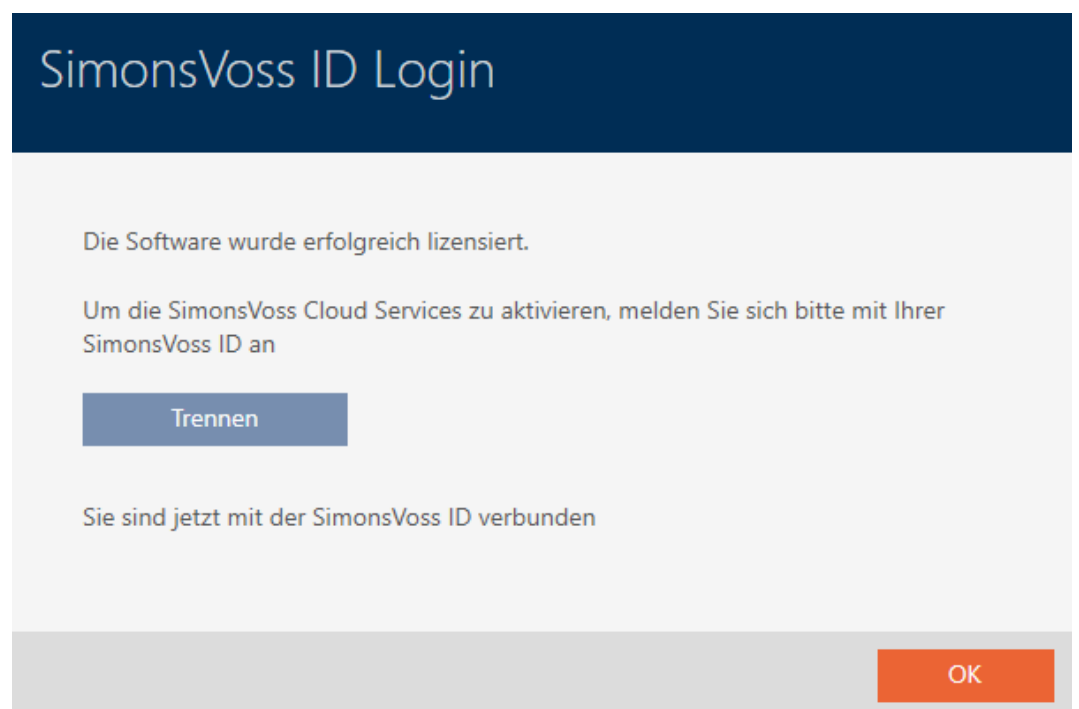 SimonsVoss ID Login
Die Software wurde erfolgreich lizensiert.
Um die SimonsVoss Cloud Services zu aktivieren, melden Sie sich bitte mit Ihrer
SimonsVoss ID an
Trennen
Sie sind jetzt mit der SimonsVoss ID verbunden
OK